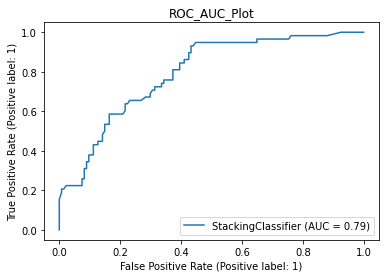 ROC_AUC_Plot
True Positive Rate (Positive label: 1)
1.0
0.8
0.6
0.4
0.2
0.0
StackingClassifier (AUC = 0.79)
0.0 0.2 0.4 0.6 0.8 1.0
False Positive Rate (Positive label: 1)